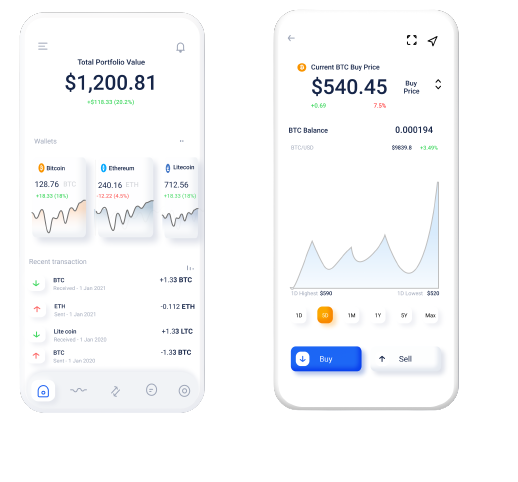 Total Portfolio Value
$1,200.81
+$118.33 (20.2%)
Wallets
Bitcoin
128.76 BTC
+18.33 (18%)
Ethereum
240.16 ETH
-12.22 (4.5%)
Litecoin
712.56
+18.33 (18%)
Recent transaction
BTC
Received - 1 Jan 2021
+1.33 BTC
ETH
Sent - 1 Jan 2021
-0.112 ETH
Lite coin
Received - 1 Jan 2020
+1.33 LTC
BTC
Sent - 1 Jan 2020
-1.33 BTC
Current BTC Buy Price
$540.45
Buy
Price
+0.69
7.5%
BTC Balance
0.000194
BTC/USD
$9839.8
+3.49%
1D Highest $590
1D Lowest $520
1D
1M
1Y
5Y
Max
Buy
Sell